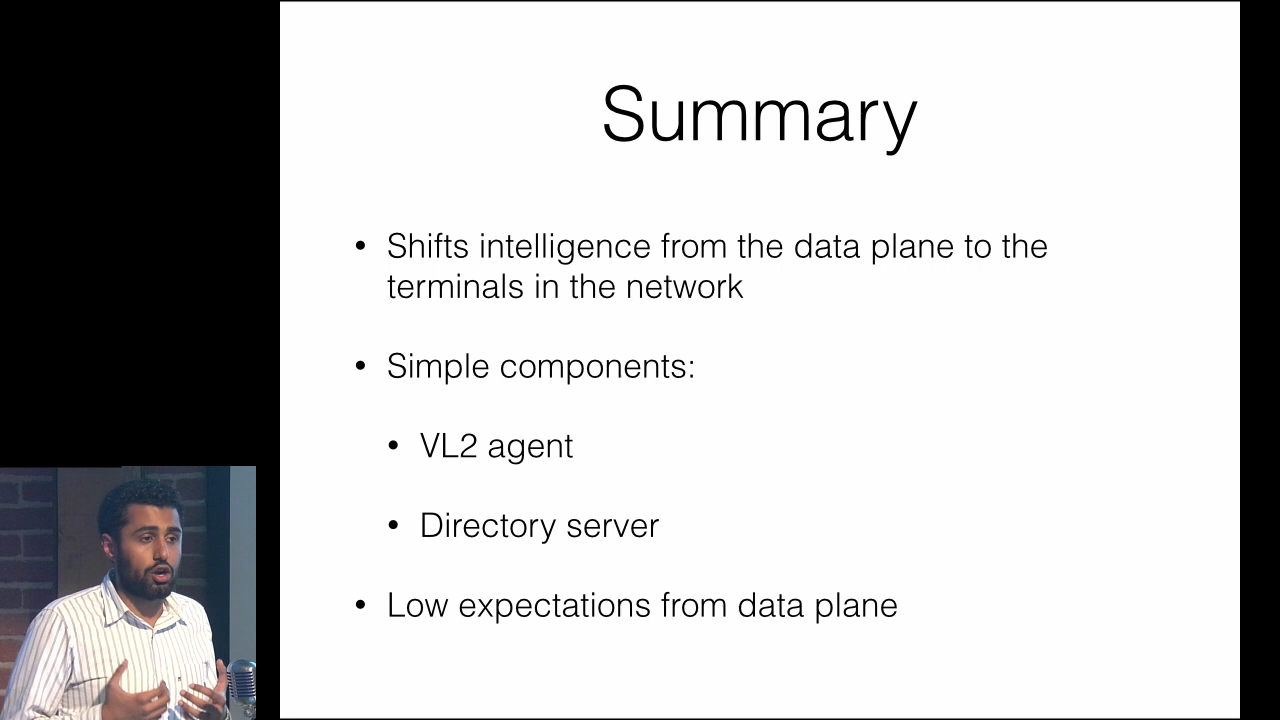 Summary
• Shifts intelligence from the data plane to the
terminals in the network
• Simple components:
• VL2 agent
• Directory server
• Low expectations from data plane